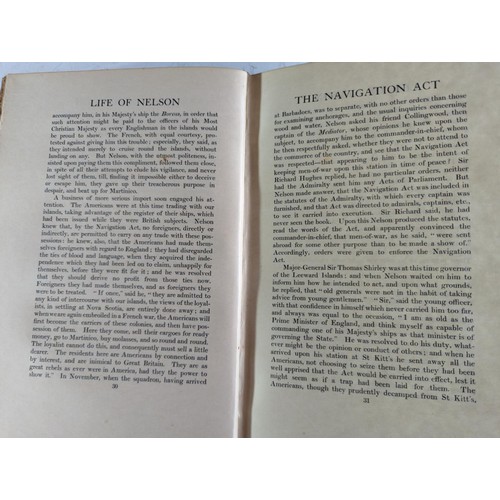 LIFE OF NELSON
accompany him, in his Majesty's ship the Boreas, in order that
such attention might be paid to the officers of his Most
Christian Majesty as every Englishman in the islands would
be proud to show. The French, with equal courtesy, pro-
tested against giving him this trouble: especially, they said, as
they intended merely to cruise round the islands, without
landing on any. But Nelson, with the utmost politeness, in-
sisted upon paying them this compliment, followed them close,
in spite of all their attempts to elude his vigilance, and never
lost sight of them, till, finding it impossible either to deceive
or escape him, they gave up their treacherous purpose in
despair, and beat up for Martinico.
A business of more serious import soon engaged his
attention. The Americans were at this time trading with our
islands, taking advantage of the register of their ships, which
had been issued while they were British subjects. Nelson
knew that, by the Navigation Act, no foreigners, directly or
indirectly, are permitted to carry on any trade with these pos-
sessions: he knew, also, that the Americans had made themselves
foreigners with regard to England; they had disregarded
the ties of blood and language, when they acquired the inde-
pendence which they had been led on to claim, unhappily for
themselves, before they were fit for it; and he was resolved
that they should derive no profit from those ties now.
Foreigners they had made themselves, and as foreigners they
were to be treated. "If once," said he, "they are admitted to
any kind of intercourse with our islands, the views of the loyal-
ists, in settling at Nova Scotia, are entirely done away; and
when we are again embroiled in a French war, the Americans will
first become the carriers of these colonies, and then have pos-
session of them. Here they come, sell their cargoes for ready
money, go to Martinico, buy molasses, and so round and round.
The loyalist cannot do this, and consequently must sell a little
dearer. The residents here are Americans by connection and
by interest, and are inimical to Great Britain. They are as
great rebels as ever were in America, had they the power to
show it." In November, when the squadron, having arrived
30
THE NAVIGATION ACT
at Barbadoes, was to separate, with no other orders than those
for examining anchorages, and the usual inquiries concerning
wood and water, Nelson asked his friend Collingwood, then
captain of the Mediator, whose opinions he knew upon the
subject, to accompany him to the commander-in-chief, whom
he then respectfully asked, whether they were not to attend to
the commerce of the country, and see that the Navigation Act
was respected—that appearing to him to be the intent of
keeping men-of-war upon this station in time of peace? Sir
Richard Hughes replied, he had no particular orders, neither
had the Admiralty sent him any Acts of Parliament. But
Nelson made answer, that the Navigation Act was included in
the statutes of the Admiralty, with which every captain was
furnished, and that Act was directed to admirals, captains, etc.,
to see it carried into execution. Sir Richard said, he had
never seen the book. Upon this Nelson produced the statutes,
read the words of the Act, and apparently convinced the
commander-in-chief, that men-of-war, as he said, "were sent
abroad for some other purpose than to be made a show of."
Accordingly, orders were given to enforce the Navigation
Act.
Major-General Sir Thomas Shirley was at this time governor
of the Leeward Islands: and when Nelson waited on him to
inform him how he intended to act, and upon what grounds,
he replied, that "old generals were not in the habit of taking
advice from young gentlemen." "Sir," said the young officer,
with that confidence in himself which never carried him too far,
and always was equal to the occasion, "I am as old as the
Prime Minister of England, and think myself as capable of
commanding one of his Majesty's ships as that minister is of
governing the State." He was resolved to do his duty, what-
ever might be the opinion or conduct of others; and when he
arrived upon his station at St Kitt's he sent away all the
Americans, not choosing to seize them before they had been
well apprised that the Act would be carried into effect, lest it
might seem as if a trap had been laid for them. The
Americans, though they prudently decamped from St Kitt's,
31